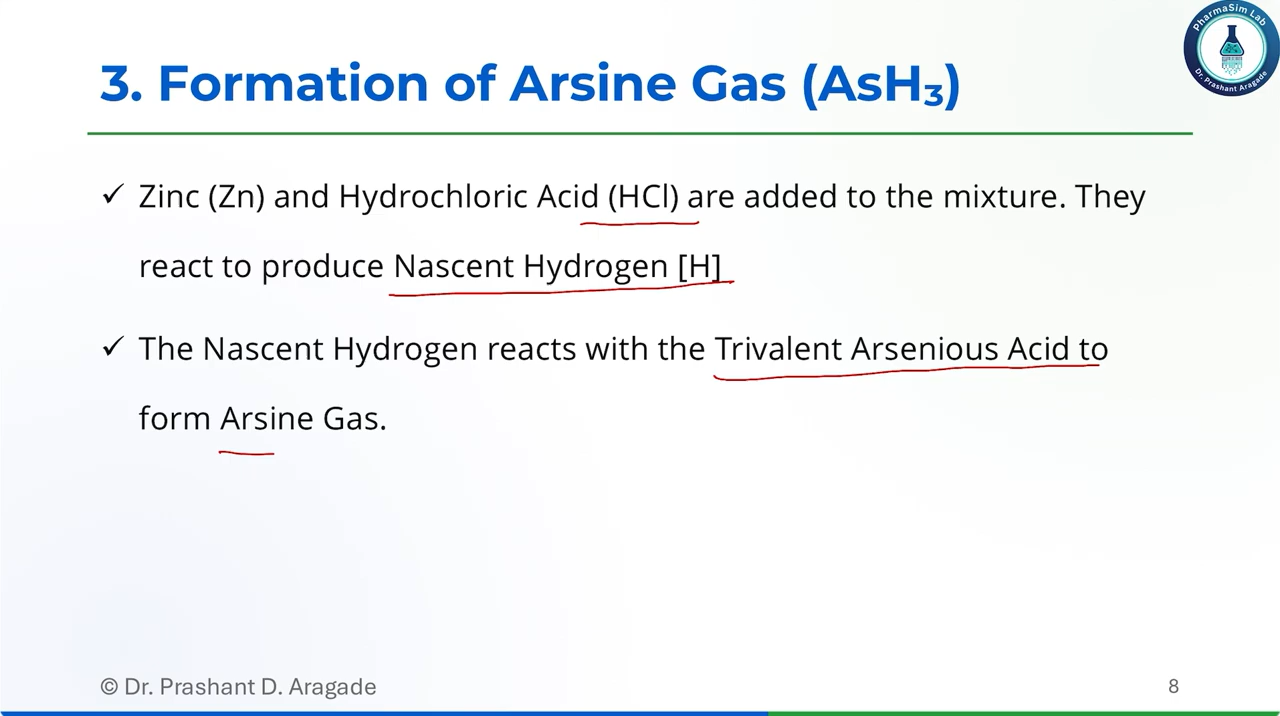 PharmaSim Lab
Dr. Prashant Aragade
3. Formation of Arsine Gas (AsH₃)
✓ Zinc (Zn) and Hydrochloric Acid (HCl) are added to the mixture. They
react to produce Nascent Hydrogen [H]
✓ The Nascent Hydrogen reacts with the Trivalent Arsenious Acid to
form Arsine Gas.
© Dr. Prashant D. Aragade
8